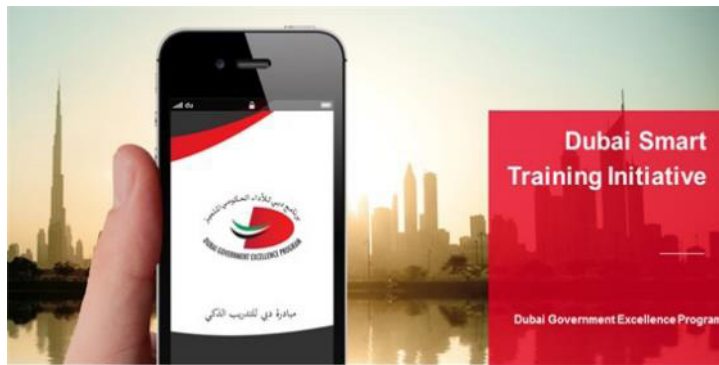 du
برنامج دبي للأداء الحكومي المتميز
DUBAI GOVERNMENT EXCELLENCE PROGRAM
مبادرة دبي للتدريب الذكي
Dubai Smart
Training Initiative
Dubai Government Excellence Program